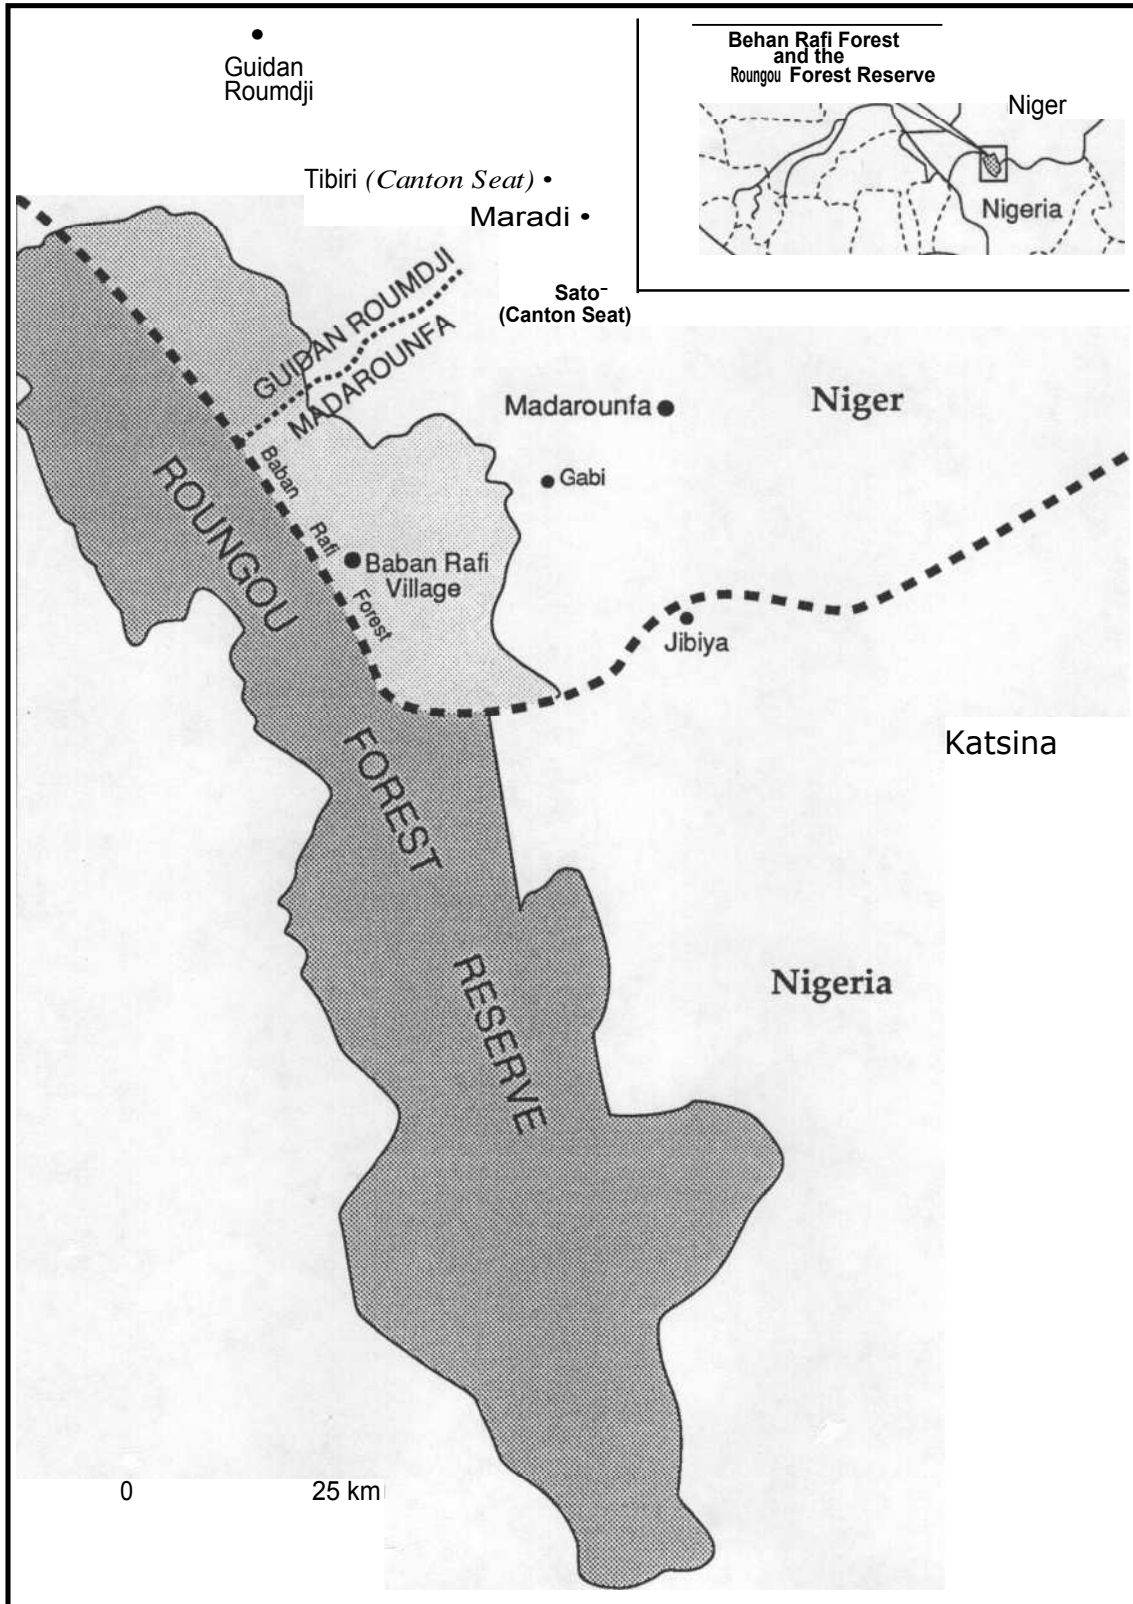 Guidan
Roumdji
Behan Rafi Forest
and the
Roungou Forest Reserve
Niger
Nigeria
Tibiri (Canton Seat)
Maradi
Sato
(Canton Seat)
GUIDAN ROUMDJI
MADAROUNFA
Madarounfa
Niger
Gabi
Baban Rafi Forest
Baban Rafi
Village
Jibiya
Katsina
Nigeria
ROUNGOU FOREST RESERVE
0 25 km